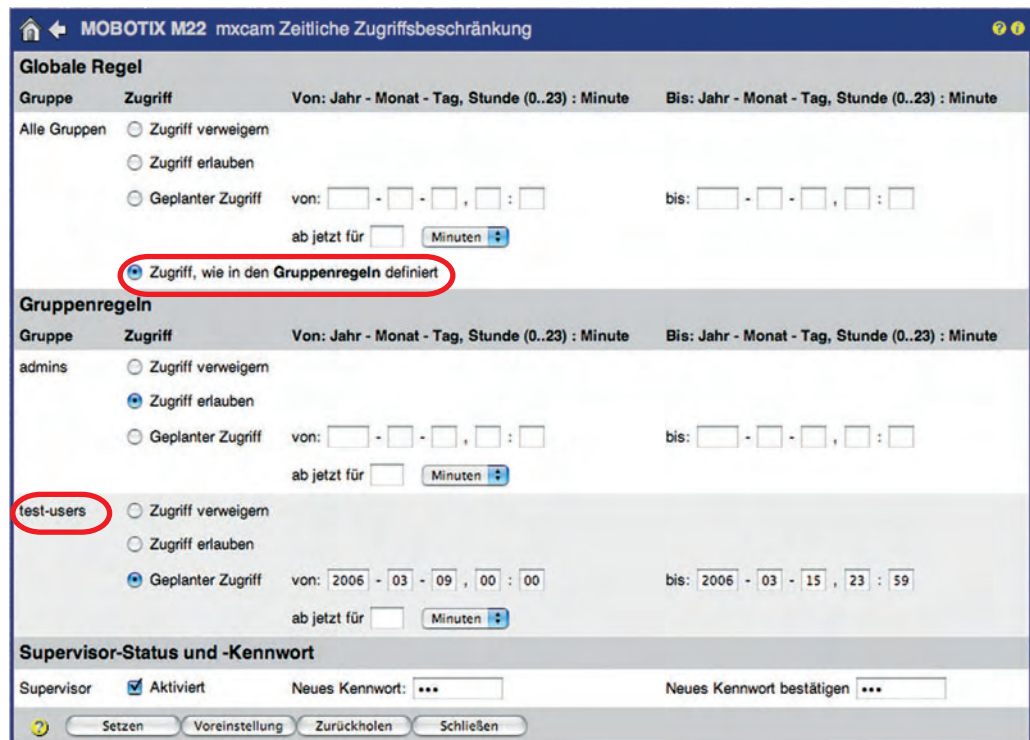 MOBOTIX M22 mxcam Zeitliche Zugriffsbeschränkung
Globale Regel
Gruppe Zugriff Von: Jahr - Monat - Tag, Stunde (0..23) : Minute Bis: Jahr - Monat - Tag, Stunde (0..23) : Minute
Alle Gruppen Zugriff verweigern
Zugriff erlauben
Geplanter Zugriff von: - - , : bis: - - , :
ab jetzt für Minuten
Zugriff, wie in den Gruppenregeln definiert
Gruppenregeln
Gruppe Zugriff Von: Jahr - Monat - Tag, Stunde (0..23) : Minute Bis: Jahr - Monat - Tag, Stunde (0..23) : Minute
admins Zugriff verweigern
Zugriff erlauben
Geplanter Zugriff von: - - , : bis: - - , :
ab jetzt für Minuten
test-users Zugriff verweigern
Zugriff erlauben
Geplanter Zugriff von: 2006 - 03 - 09 , 00 : 00 bis: 2006 - 03 - 15 , 23 : 59
ab jetzt für Minuten
Supervisor-Status und -Kennwort
Supervisor Aktiviert Neues Kennwort: ••• Neues Kennwort bestätigen •••
? Setzen Voreinstellung Zurückholen Schließen